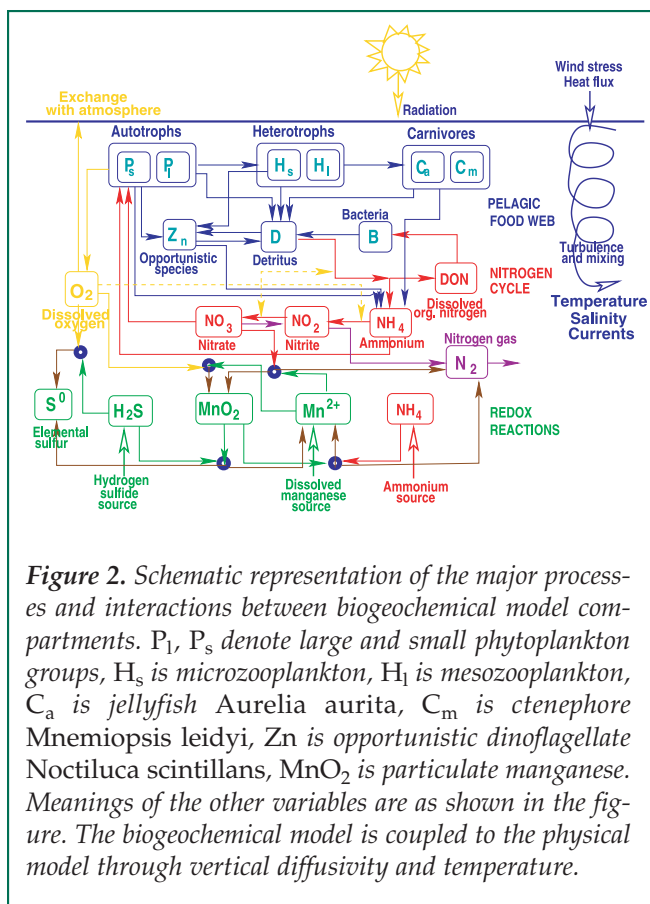 Wind stress
Heat flux
Exchange
with atmosphere
Radiation
Autotrophs
Heterotrophs
Carnivores
Ps
Pl
Hs
Hl
Ca
Cm
PELAGIC
FOOD WEB
Bacteria
Zn
D
B
Opportunistic
species
Detritus
Turbulence
and mixing
O2
DON
NITROGEN
CYCLE
Dissolved
oxygen
Dissolved
org. nitrogen
Temperature
Salinity
Currents
NO3
NO2
NH4
Nitrate
Nitrite
Ammonium
Nitrogen gas
N2
S0
H2S
MnO2
Mn2+
NH4
REDOX
REACTIONS
Elemental
sulfur
Hydrogen
sulfide
source
Dissolved
manganese
source
Ammonium
source
Figure 2. Schematic representation of the major process-
es and interactions between biogeochemical model com-
partments. Pl, Ps denote large and small phytoplankton
groups, Hs is microzooplankton, Hl is mesozooplankton,
Ca is jellyfish Aurelia aurita, Cm is ctenephore
Mnemiopsis leidyi, Zn is opportunistic dinoflagellate
Noctiluca scintillans, MnO2 is particulate manganese.
Meanings of the other variables are as shown in the fig-
ure. The biogeochemical model is coupled to the physical
model through vertical diffusivity and temperature.